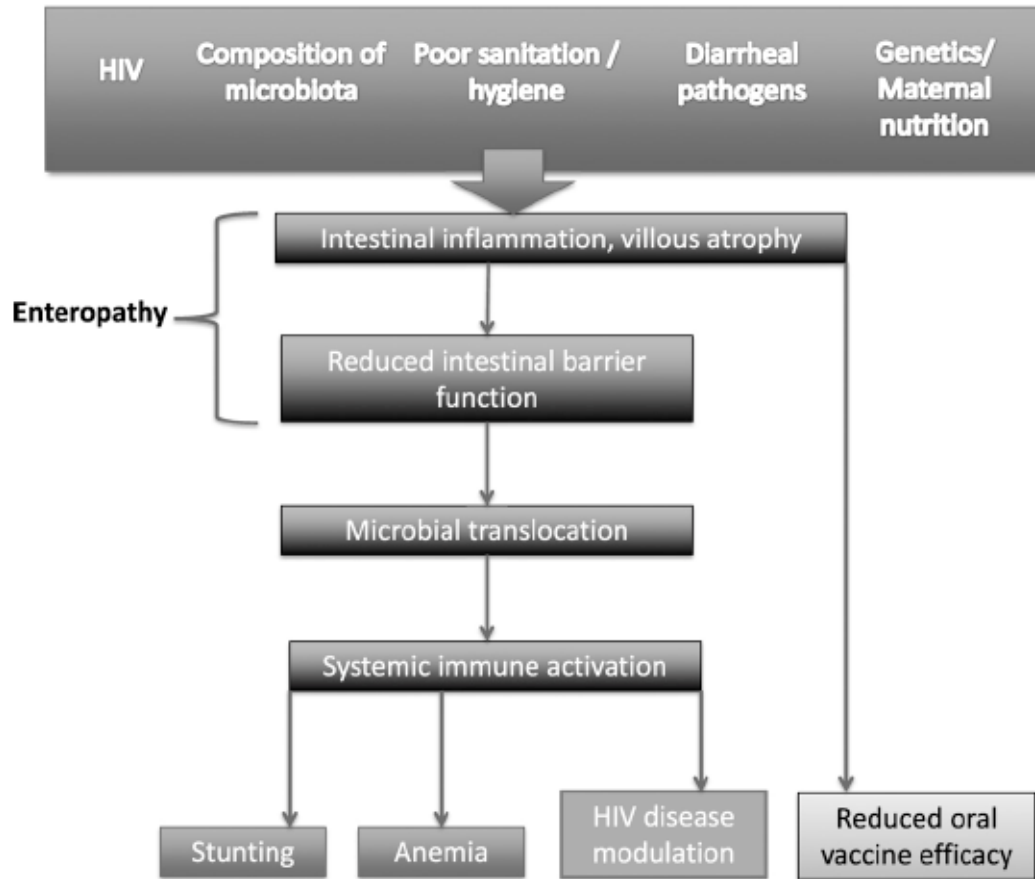 HIV
Composition of
microbiota
Poor sanitation /
hygiene
Diarrheal
pathogens
Genetics/
Maternal
nutrition
Intestinal inflammation, villous atrophy
Enteropathy
Reduced intestinal barrier
function
Microbial translocation
Systemic immune activation
Stunting
Anemia
HIV disease
modulation
Reduced oral
vaccine efficacy